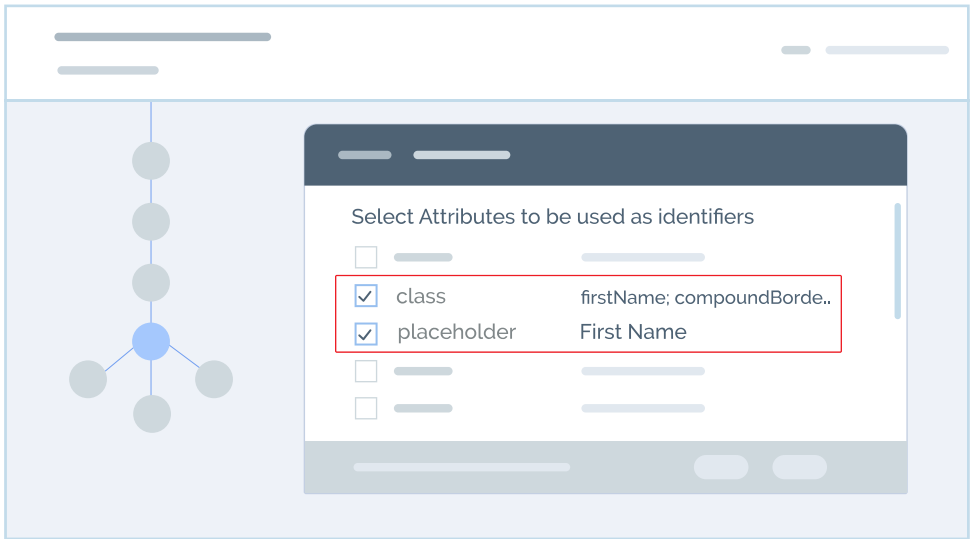 Select Attributes to be used as identifiers
class firstName; compoundBorde..
placeholder First Name